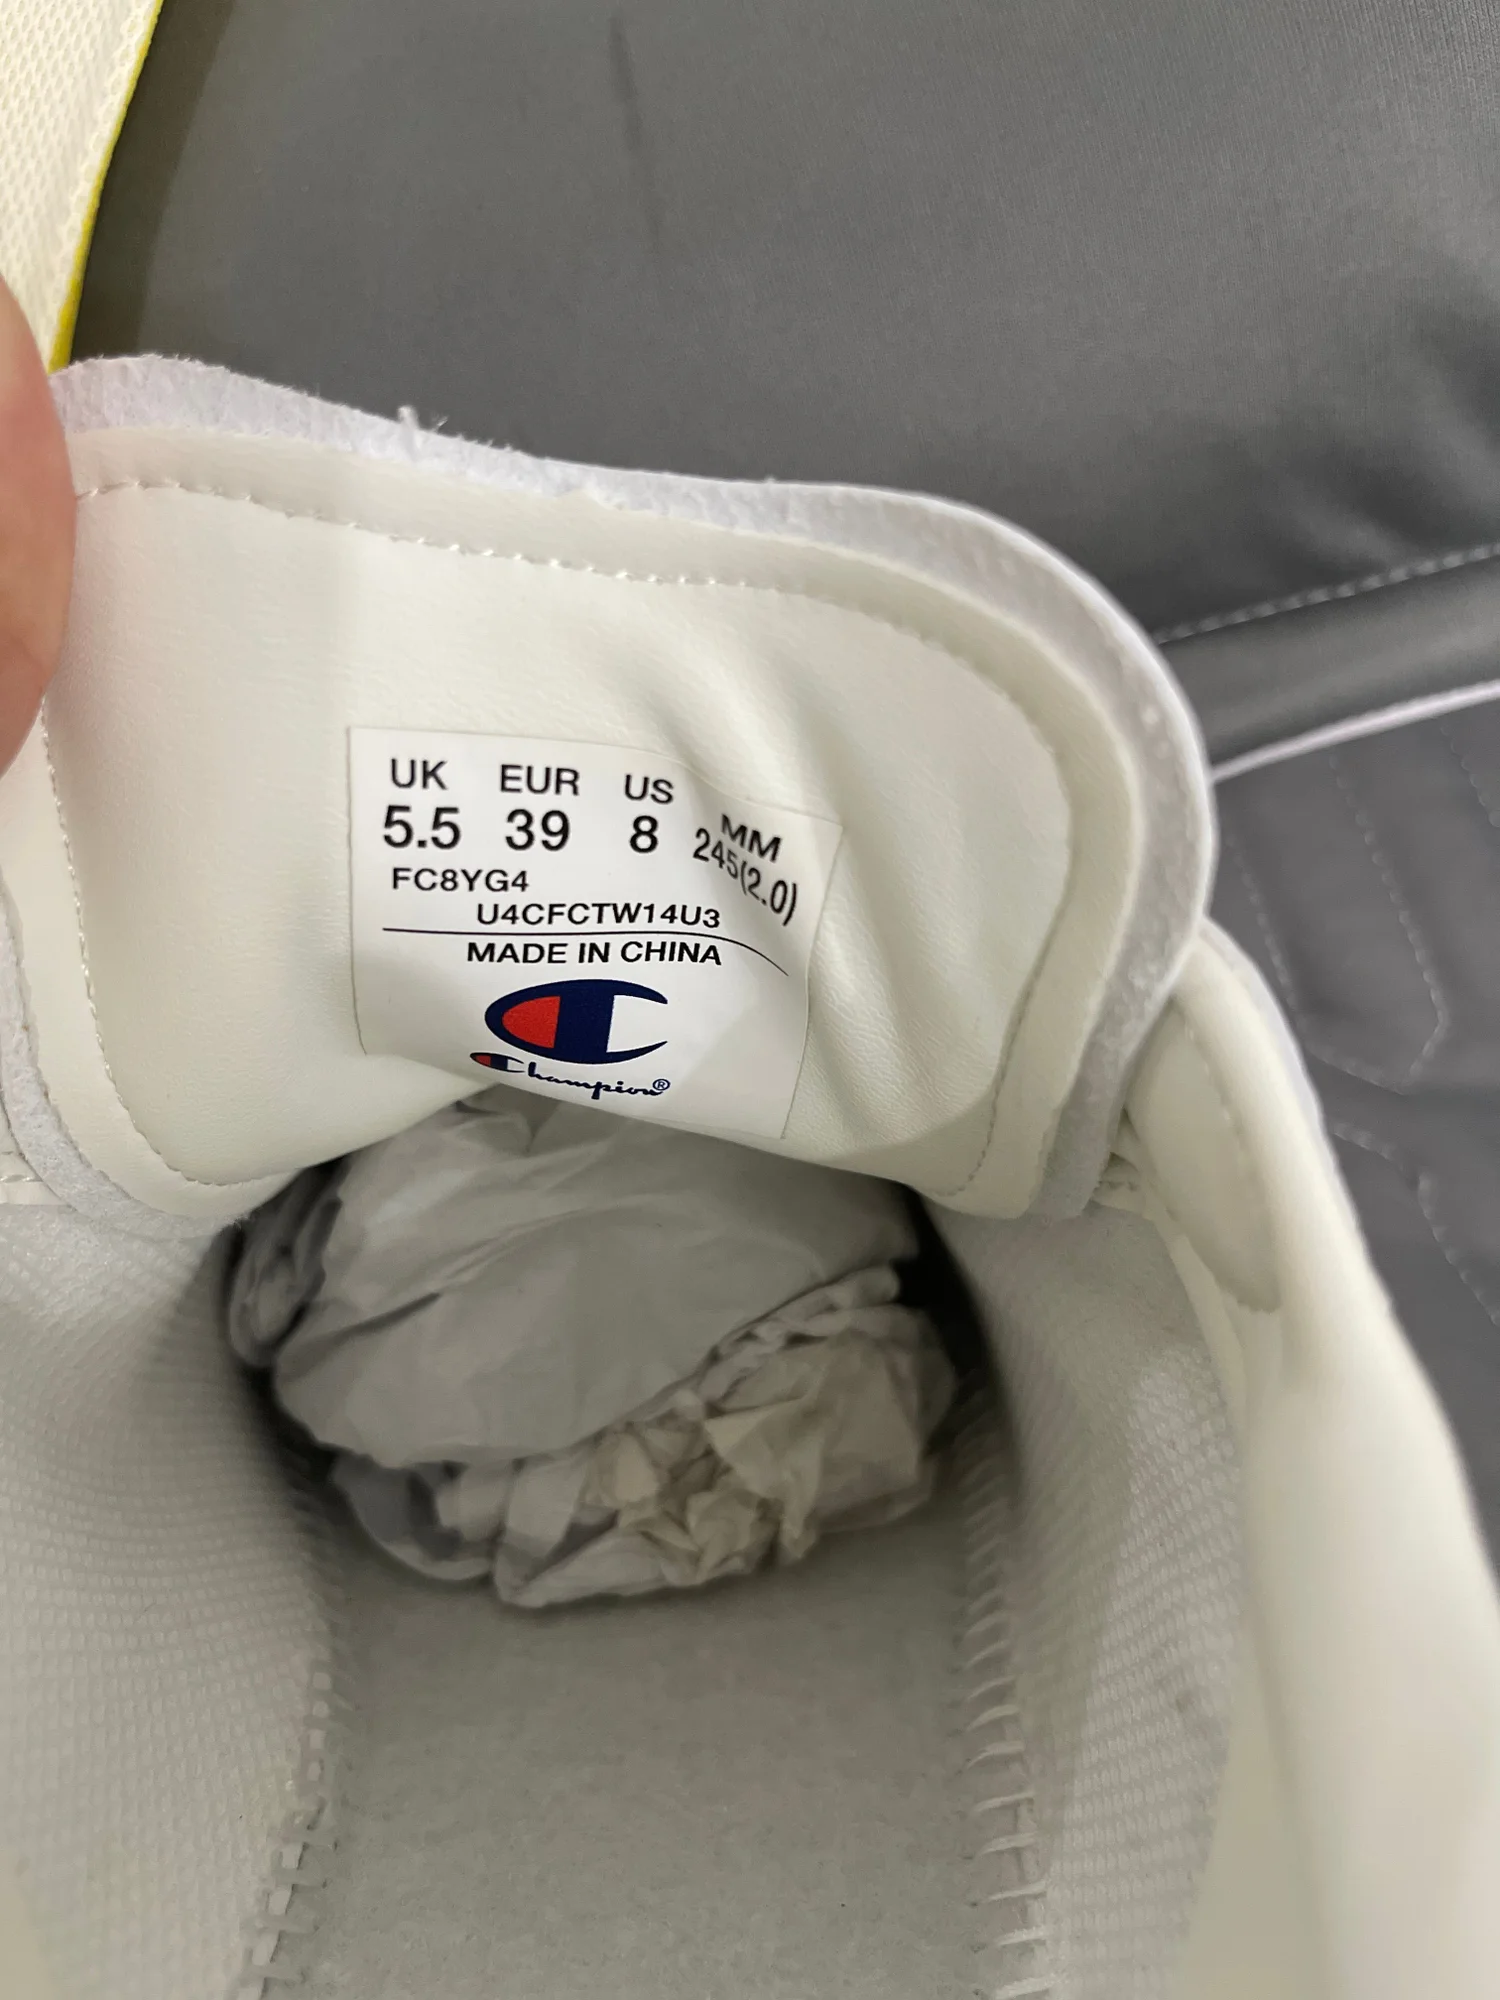 UK EUR US MM
5.5 39 8 245(2.0)
FC8YG4
U4CFCTW14U3
MADE IN CHINA
Champion®